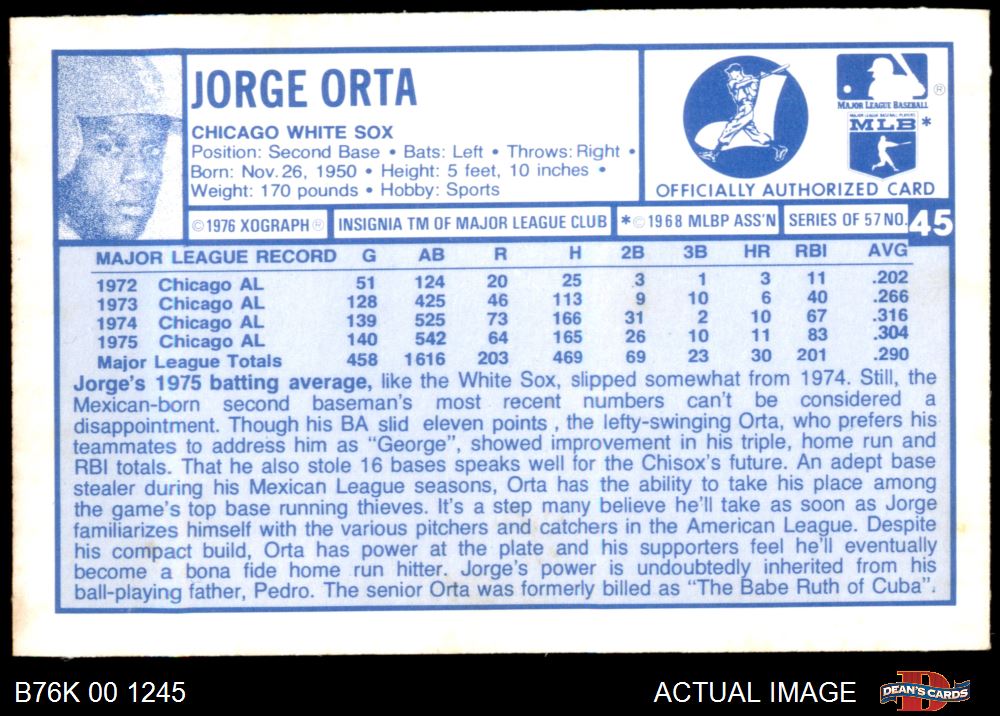 JORGE ORTA
CHICAGO WHITE SOX
Position: Second Base • Bats: Left • Throws: Right •
Born: Nov. 26, 1950 • Height: 5 feet, 10 inches •
Weight: 170 pounds • Hobby: Sports
®
MAJOR LEAGUE BASEBALL
MAJOR LEAGUE BASEBALL PLAYERS
MLB *
OFFICIALLY AUTHORIZED CARD
©1976 XOGRAPH® INSIGNIA TM OF MAJOR LEAGUE CLUB *©1968 MLBP ASS'N SERIES OF 57 NO. 45
MAJOR LEAGUE RECORD G AB R H 2B 3B HR RBI AVG
1972 Chicago AL 51 124 20 25 3 1 3 11 .202
1973 Chicago AL 128 425 46 113 9 10 6 40 .266
1974 Chicago AL 139 525 73 166 31 2 10 67 .316
1975 Chicago AL 140 542 64 165 26 10 11 83 .304
Major League Totals 458 1616 203 469 69 23 30 201 .290
Jorge's 1975 batting average, like the White Sox, slipped somewhat from 1974. Still, the
Mexican-born second baseman's most recent numbers can't be considered a
disappointment. Though his BA slid eleven points , the lefty-swinging Orta, who prefers his
teammates to address him as "George", showed improvement in his triple, home run and
RBI totals. That he also stole 16 bases speaks well for the Chisox's future. An adept base
stealer during his Mexican League seasons, Orta has the ability to take his place among
the game's top base running thieves. It's a step many believe he'll take as soon as Jorge
familiarizes himself with the various pitchers and catchers in the American League. Despite
his compact build, Orta has power at the plate and his supporters feel he'll eventually
become a bona fide home run hitter. Jorge's power is undoubtedly inherited from his
ball-playing father, Pedro. The senior Orta was formerly billed as "The Babe Ruth of Cuba".
B76K 00 1245
ACTUAL IMAGE
DEAN'S CARDS